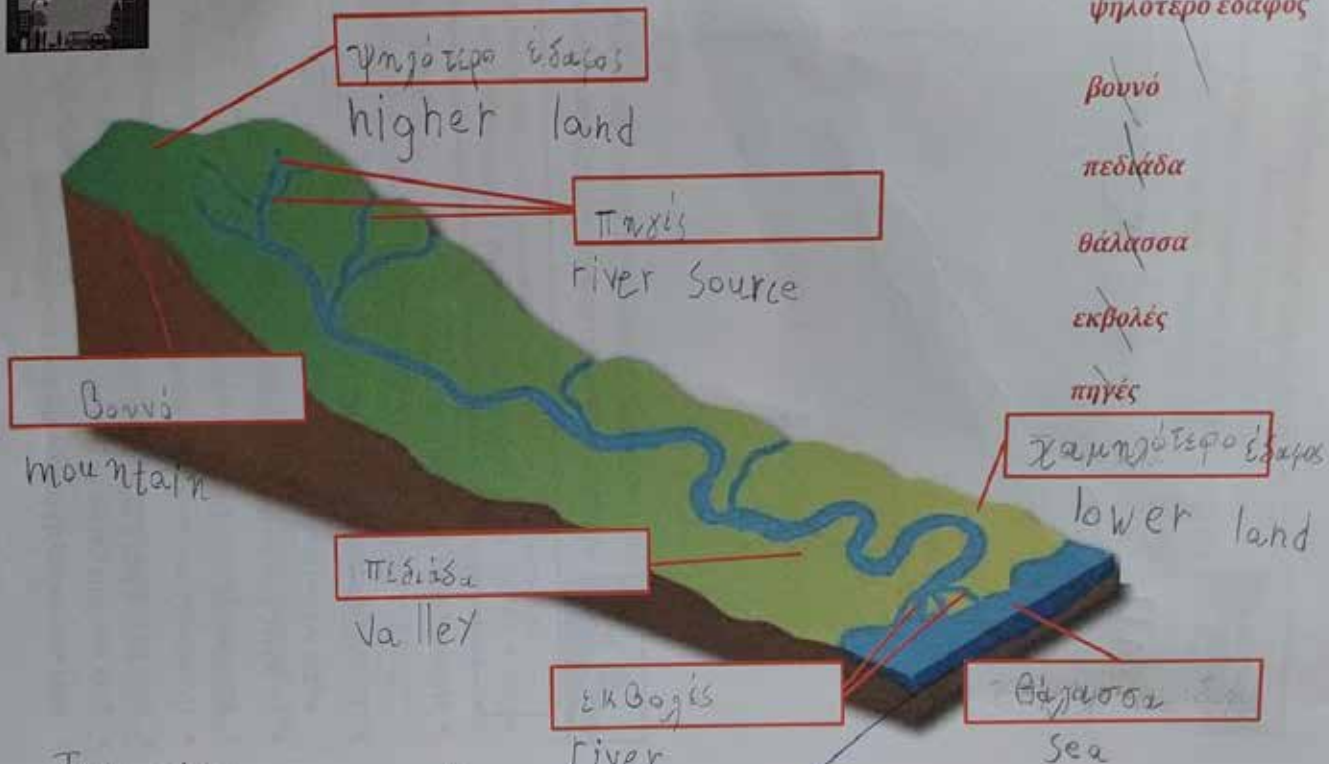 ψηλότερο έδαφος
ψηλότερο έδαφος
higher land
βουνό
πεδιάδα
πηγές
river source
θάλασσα
εκβολές
πηγές
βουνό
mountain
χαμηλότερο έδαφος
lower land
πεδιάδα
valley
εκβολές
river
θάλασσα
sea